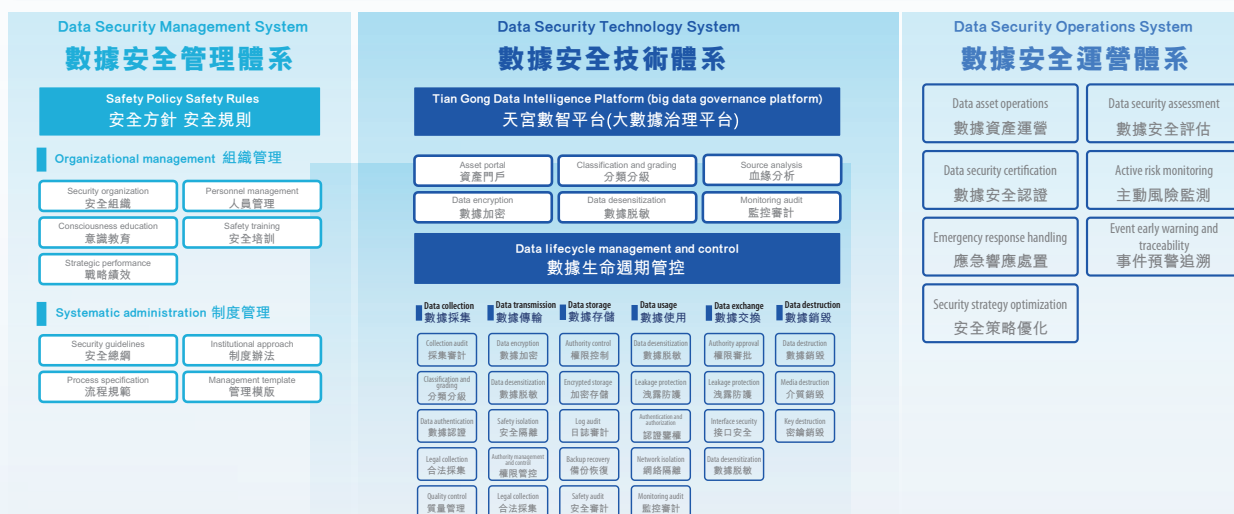 Data Security Management System
數據安全管理體系
Safety Policy Safety Rules
安全方針 安全規則
Organizational management 組織管理
Security organization
安全組織
Personnel management
人員管理
Consciousness education
意識教育
Safety training
安全培訓
Strategic performance
戰略績效
Systematic administration 制度管理
Security guidelines
安全總綱
Institutional approach
制度辦法
Process specification
流程規範
Management template
管理模版
Data Security Technology System
數據安全技術體系
Tian Gong Data Intelligence Platform (big data governance platform)
天宮數智平台(大數據治理平台)
Asset portal
資產門戶
Classification and grading
分類分級
Source analysis
血緣分析
Data encryption
數據加密
Data desensitization
數據脱敏
Monitoring audit
監控審計
Data lifecycle management and control
數據生命週期管控
Data collection
數據採集
Data transmission
數據傳輸
Data storage
數據存儲
Data usage
數據使用
Data exchange
數據交換
Data destruction
數據銷毀
Collection audit
採集審計
Data encryption
數據加密
Authority control
權限控制
Data desensitization
數據脱敏
Authority approval
權限審批
Data destruction
數據銷毀
Classification and
grading
分類分級
Data desensitization
數據脱敏
Encrypted storage
加密存儲
Leakage protection
洩露防護
Leakage protection
洩露防護
Media destruction
介質銷毀
Data authentication
數據認證
Safety isolation
安全隔離
Log audit
日誌審計
Authentication and
authorization
認證鑒權
Interface security
接口安全
Key destruction
密鑰銷毀
Legal collection
合法採集
Authority management
and control
權限管控
Backup recovery
備份恢復
Network isolation
網絡隔離
Data desensitization
數據脱敏
Quality control
質量管理
Legal collection
合法採集
Safety audit
安全審計
Monitoring audit
監控審計
Data Security Operations System
數據安全運營體系
Data asset operations
數據資產運營
Data security assessment
數據安全評估
Data security certification
數據安全認證
Active risk monitoring
主動風險監測
Emergency response handling
應急響應處置
Event early warning and
traceability
事件預警追溯
Security strategy optimization
安全策略優化